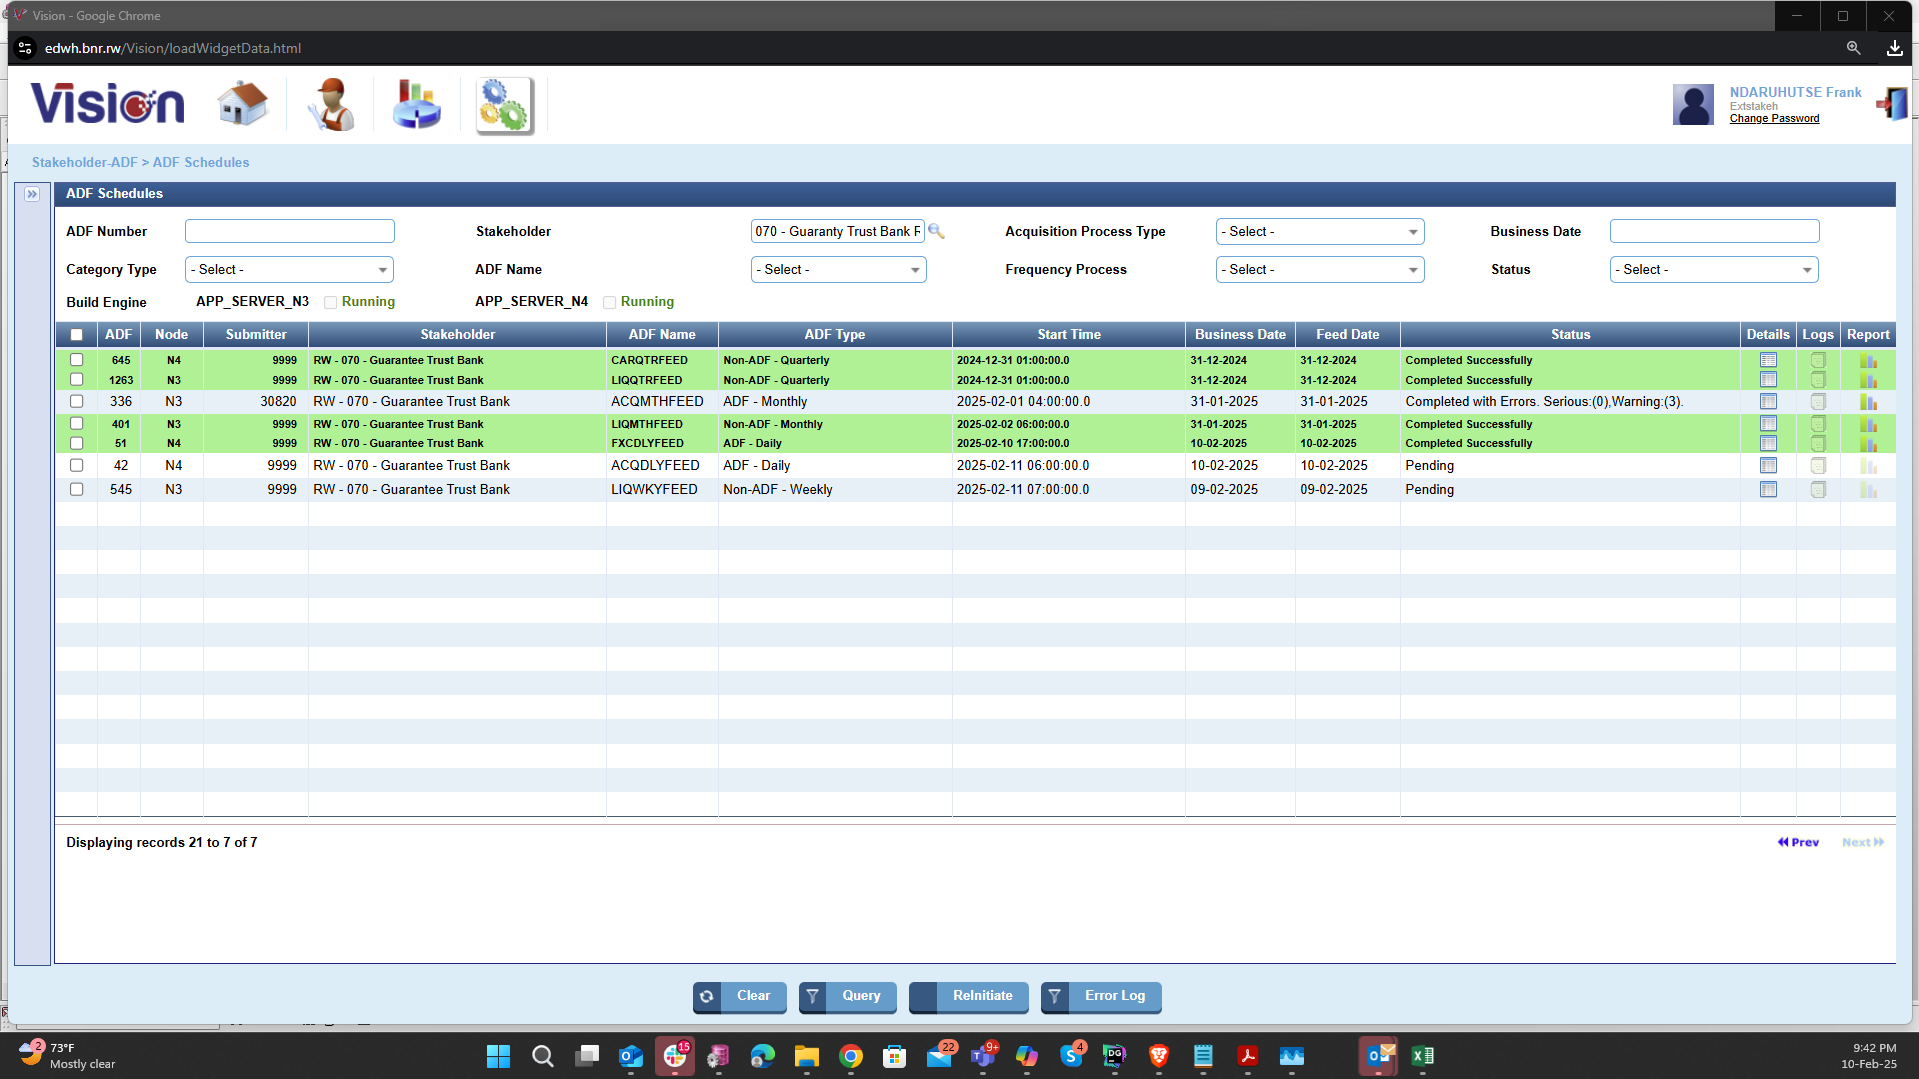 Vision - Google Chrome
edwh.bnr.rw/Vision/loadWidgetData.html
Vision
NDARUHUTSE Frank
Extstakeh
Change Password
Stakeholder-ADF > ADF Schedules
ADF Schedules
ADF Number Stakeholder 070 - Guaranty Trust Bank R Acquisition Process Type - Select - Business Date
Category Type - Select - ADF Name - Select - Frequency Process - Select - Status - Select -
Build Engine APP_SERVER_N3 Running APP_SERVER_N4 Running
ADF Node Submitter Stakeholder ADF Name ADF Type Start Time Business Date Feed Date Status Details Logs Report
645 N4 9999 RW - 070 - Guarantee Trust Bank CARQTRFEED Non-ADF - Quarterly 2024-12-31 01:00:00.0 31-12-2024 31-12-2024 Completed Successfully
1263 N3 9999 RW - 070 - Guarantee Trust Bank LIQQTRFEED Non-ADF - Quarterly 2024-12-31 01:00:00.0 31-12-2024 31-12-2024 Completed Successfully
336 N3 30820 RW - 070 - Guarantee Trust Bank ACQMTHFEED ADF - Monthly 2025-02-01 04:00:00.0 31-01-2025 31-01-2025 Completed with Errors. Serious:(0),Warning:(3).
401 N3 9999 RW - 070 - Guarantee Trust Bank LIQMTHFEED Non-ADF - Monthly 2025-02-02 06:00:00.0 31-01-2025 31-01-2025 Completed Successfully
51 N4 9999 RW - 070 - Guarantee Trust Bank FXCDLYFEED ADF - Daily 2025-02-10 17:00:00.0 10-02-2025 10-02-2025 Completed Successfully
42 N4 9999 RW - 070 - Guarantee Trust Bank ACQDLYFEED ADF - Daily 2025-02-11 06:00:00.0 10-02-2025 10-02-2025 Pending
545 N3 9999 RW - 070 - Guarantee Trust Bank LIQWKYFEED Non-ADF - Weekly 2025-02-11 07:00:00.0 09-02-2025 09-02-2025 Pending
Displaying records 21 to 7 of 7
Prev Next
Clear Query ReInitiate Error Log
2 73°F
Mostly clear
15
22
9+
4
DG
9:42 PM
10-Feb-25